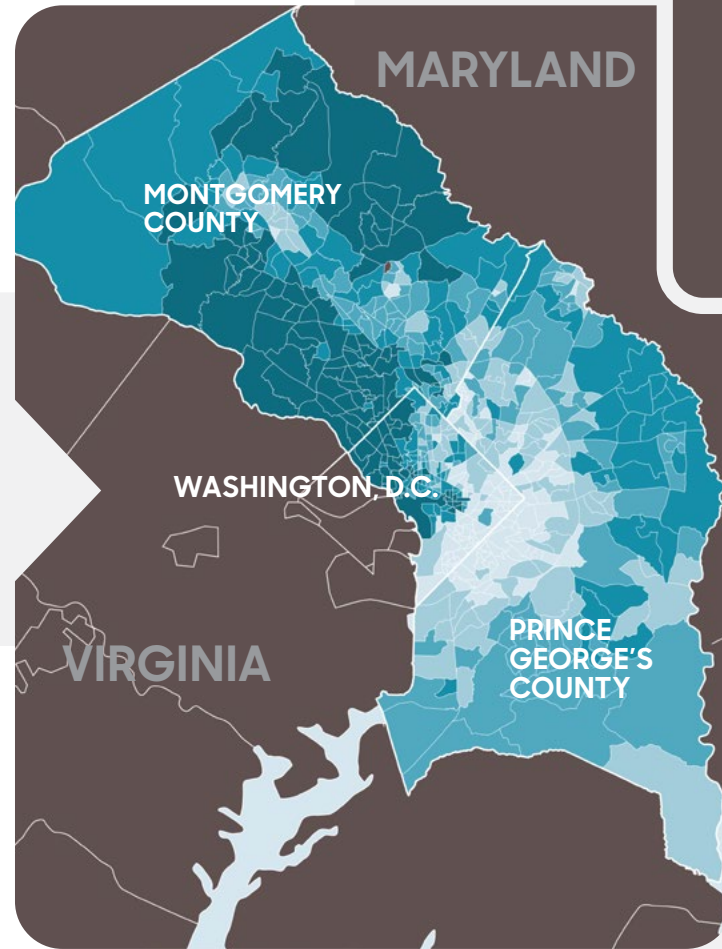 MARYLAND
MONTGOMERY
COUNTY
WASHINGTON, D.C.
PRINCE
GEORGE'S
COUNTY
VIRGINIA